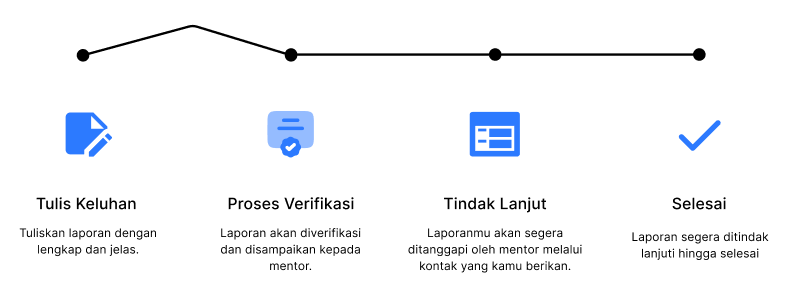 Tulis Keluhan
Tuliskan laporan dengan
lengkap dan jelas.
Proses Verifikasi
Laporan akan diverifikasi
dan disampaikan kepada
mentor.
Tindak Lanjut
Laporanmu akan segera
ditanggapi oleh mentor melalui
kontak yang kamu berikan.
Selesai
Laporan segera ditindak
lanjuti hingga selesai